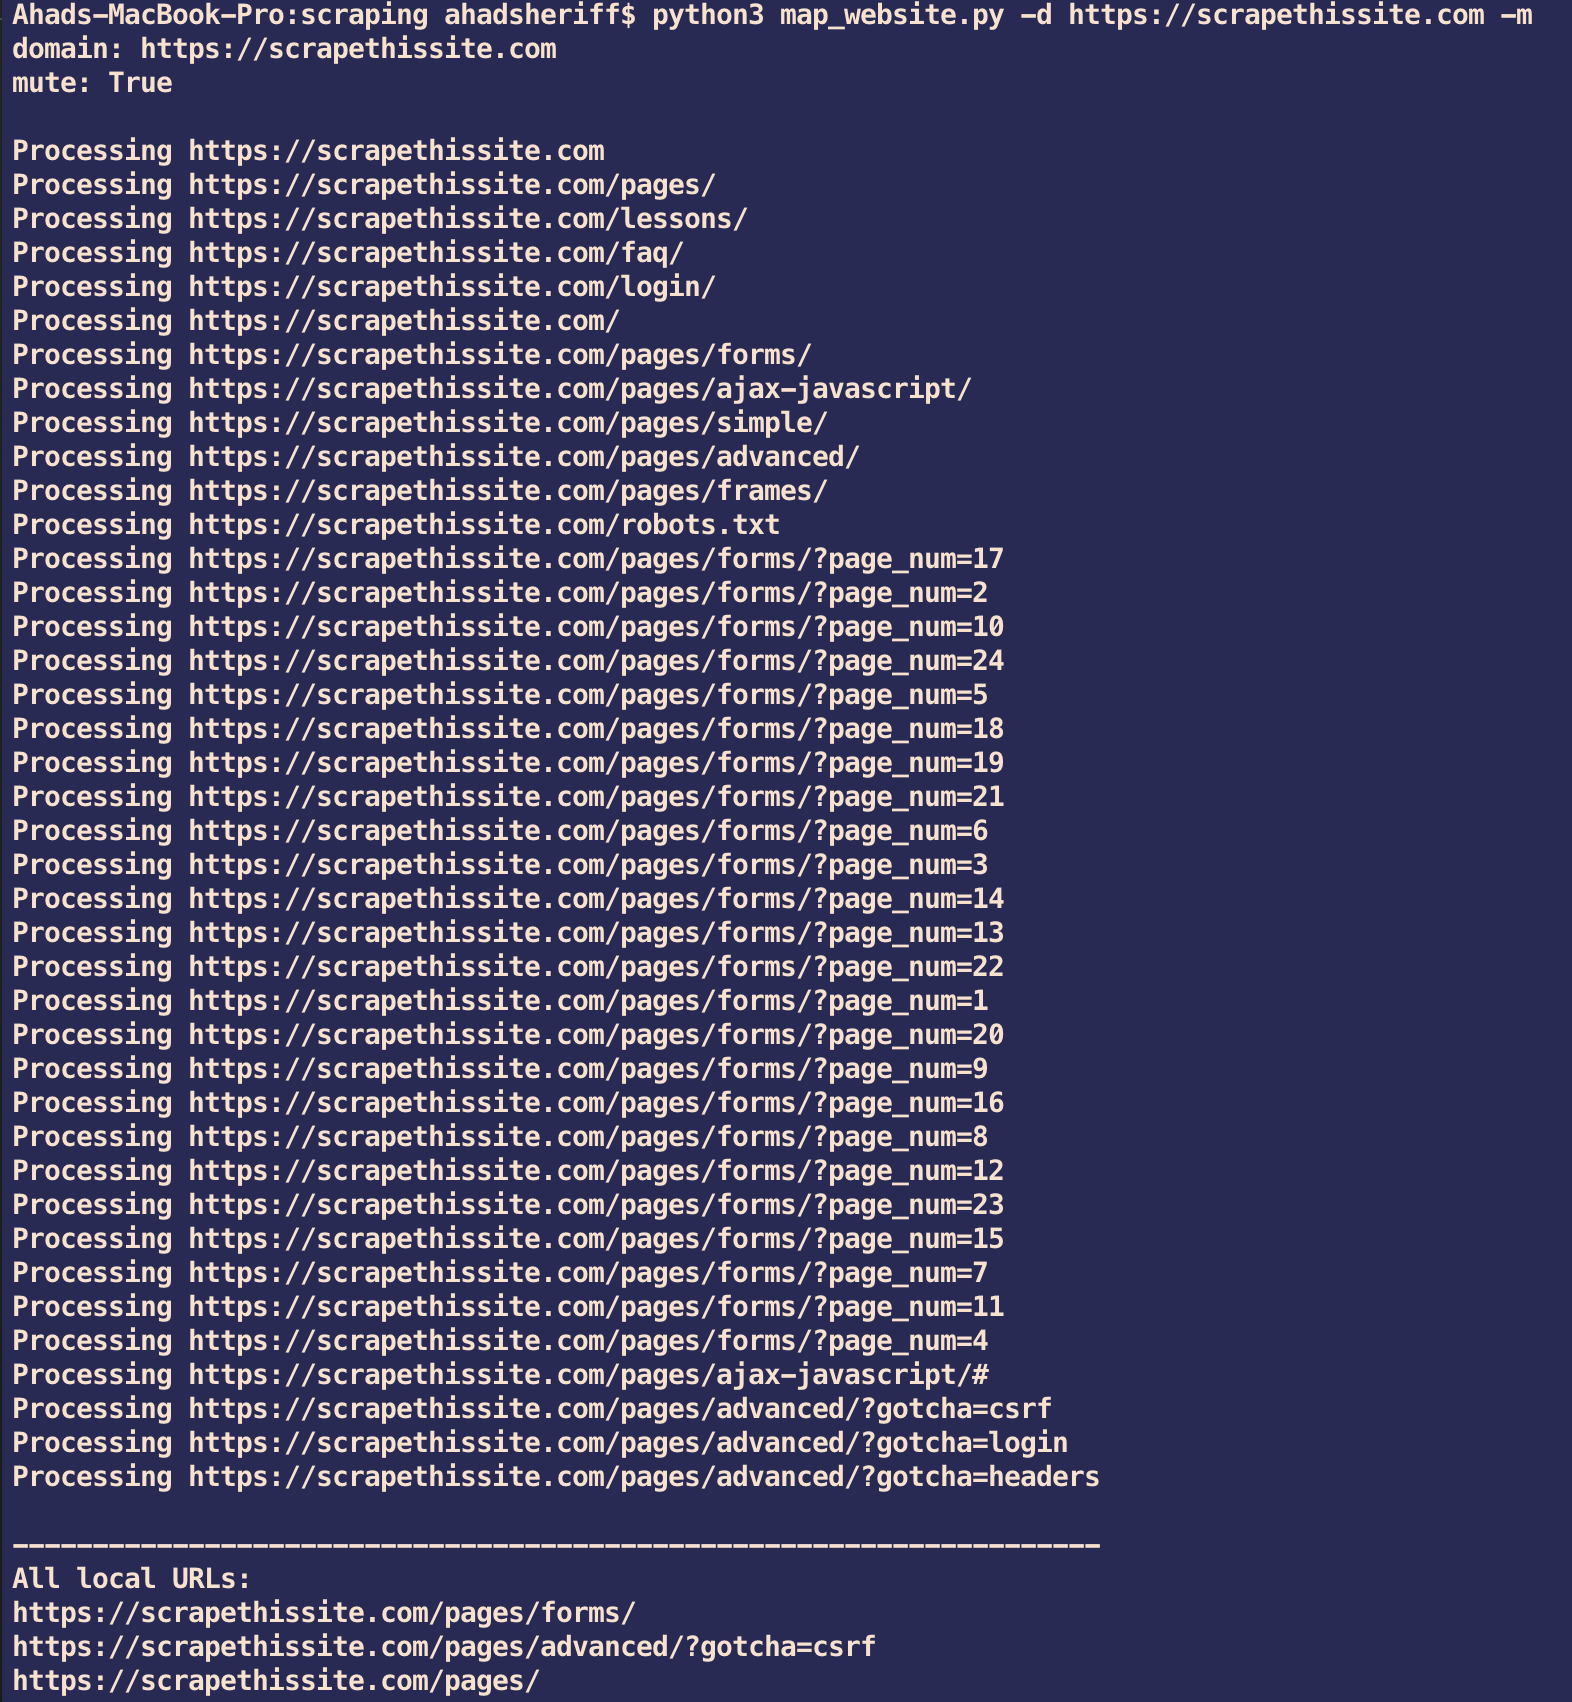 Ahads-MacBook-Pro:scraping ahadsheriff$ python3 map_website.py -d https://scrapethissite.com -m
domain: https://scrapethissite.com
mute: True
Processing https://scrapethissite.com
Processing https://scrapethissite.com/pages/
Processing https://scrapethissite.com/lessons/
Processing https://scrapethissite.com/faq/
Processing https://scrapethissite.com/login/
Processing https://scrapethissite.com/
Processing https://scrapethissite.com/pages/forms/
Processing https://scrapethissite.com/pages/ajax-javascript/
Processing https://scrapethissite.com/pages/simple/
Processing https://scrapethissite.com/pages/advanced/
Processing https://scrapethissite.com/pages/frames/
Processing https://scrapethissite.com/robots.txt
Processing https://scrapethissite.com/pages/forms/?page_num=17
Processing https://scrapethissite.com/pages/forms/?page_num=2
Processing https://scrapethissite.com/pages/forms/?page_num=10
Processing https://scrapethissite.com/pages/forms/?page_num=24
Processing https://scrapethissite.com/pages/forms/?page_num=5
Processing https://scrapethissite.com/pages/forms/?page_num=18
Processing https://scrapethissite.com/pages/forms/?page_num=19
Processing https://scrapethissite.com/pages/forms/?page_num=21
Processing https://scrapethissite.com/pages/forms/?page_num=6
Processing https://scrapethissite.com/pages/forms/?page_num=3
Processing https://scrapethissite.com/pages/forms/?page_num=14
Processing https://scrapethissite.com/pages/forms/?page_num=13
Processing https://scrapethissite.com/pages/forms/?page_num=22
Processing https://scrapethissite.com/pages/forms/?page_num=1
Processing https://scrapethissite.com/pages/forms/?page_num=20
Processing https://scrapethissite.com/pages/forms/?page_num=9
Processing https://scrapethissite.com/pages/forms/?page_num=16
Processing https://scrapethissite.com/pages/forms/?page_num=8
Processing https://scrapethissite.com/pages/forms/?page_num=12
Processing https://scrapethissite.com/pages/forms/?page_num=23
Processing https://scrapethissite.com/pages/forms/?page_num=15
Processing https://scrapethissite.com/pages/forms/?page_num=7
Processing https://scrapethissite.com/pages/forms/?page_num=11
Processing https://scrapethissite.com/pages/forms/?page_num=4
Processing https://scrapethissite.com/pages/ajax-javascript/#
Processing https://scrapethissite.com/pages/advanced/?gotcha=csrf
Processing https://scrapethissite.com/pages/advanced/?gotcha=login
Processing https://scrapethissite.com/pages/advanced/?gotcha=headers
--------------------------------------------------------------------
All local URLs:
https://scrapethissite.com/pages/forms/
https://scrapethissite.com/pages/advanced/?gotcha=csrf
https://scrapethissite.com/pages/